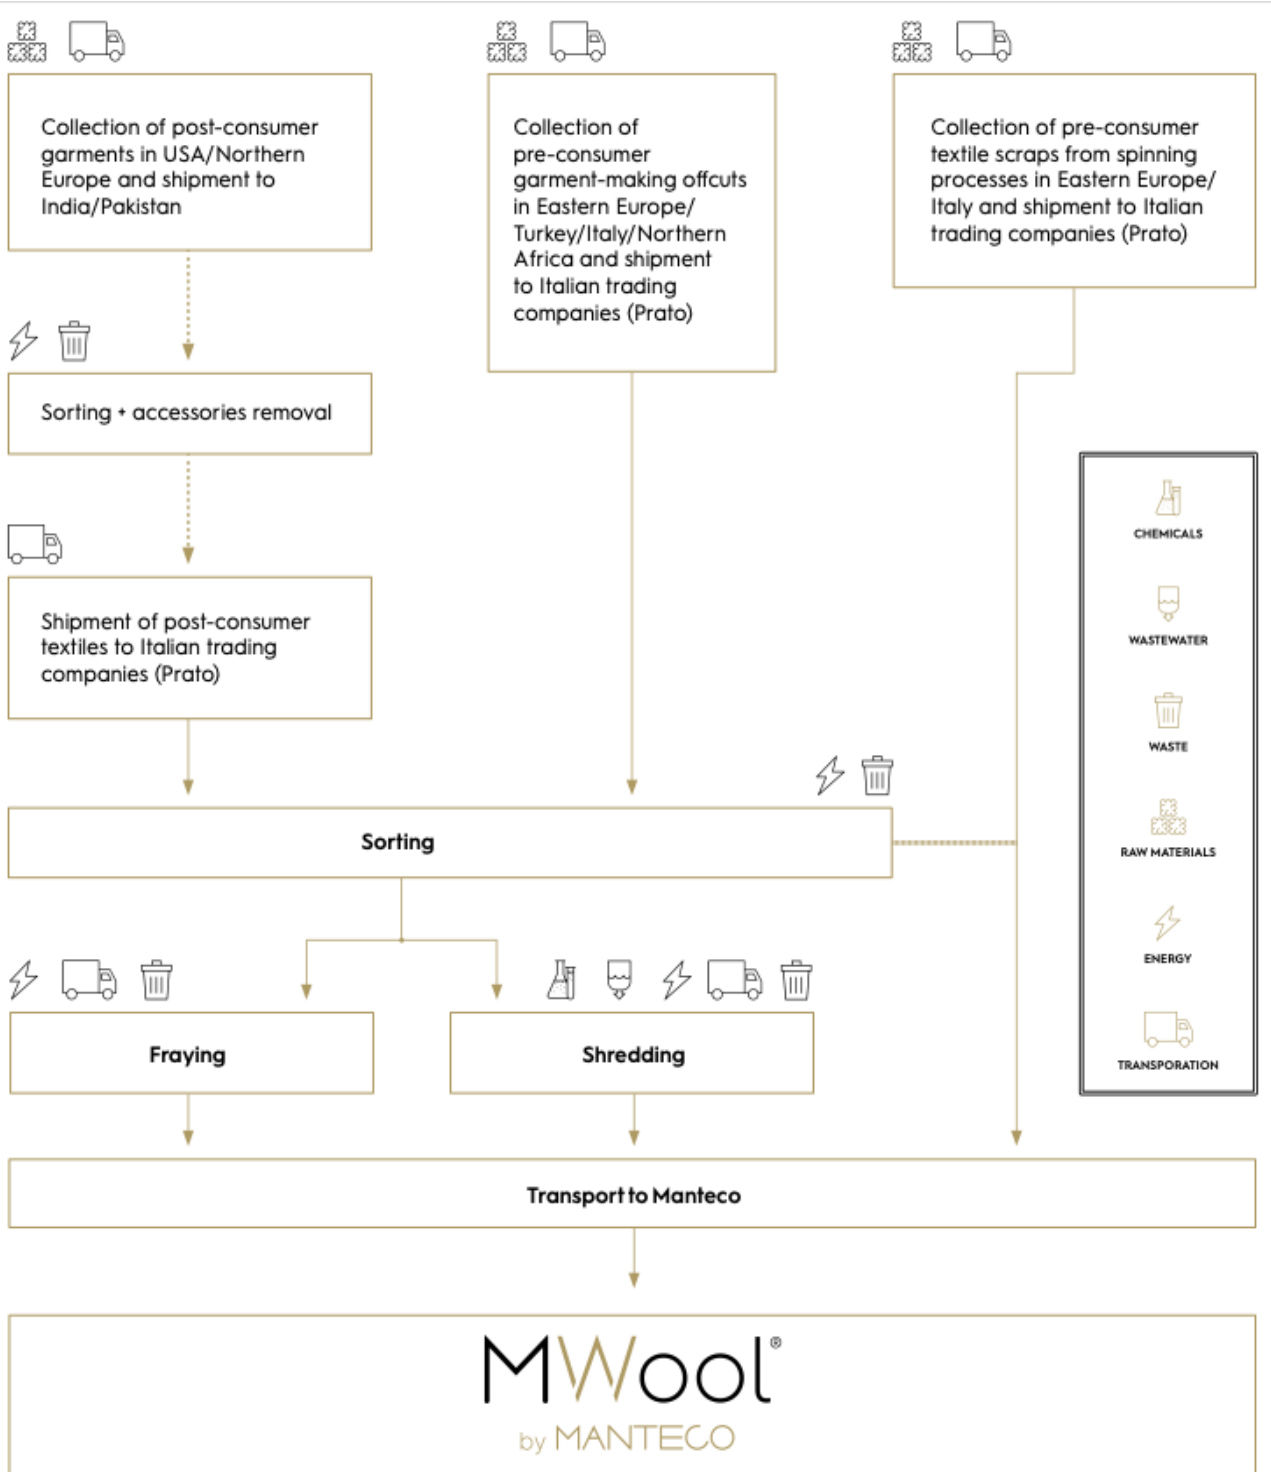 Collection of post-consumer
garments in USA/Northern
Europe and shipment to
India/Pakistan
Collection of
pre-consumer
garment-making offcuts
in Eastern Europe/
Turkey/Italy/Northern
Africa and shipment
to Italian trading
companies (Prato)
Collection of pre-consumer
textile scraps from spinning
processes in Eastern Europe/
Italy and shipment to Italian
trading companies (Prato)
Sorting + accessories removal
Shipment of post-consumer
textiles to Italian trading
companies (Prato)
CHEMICALS
WASTEWATER
WASTE
RAW MATERIALS
ENERGY
TRANSPORATION
Sorting
Fraying
Shredding
Transport to Manteco
MWool®
by MANTECO